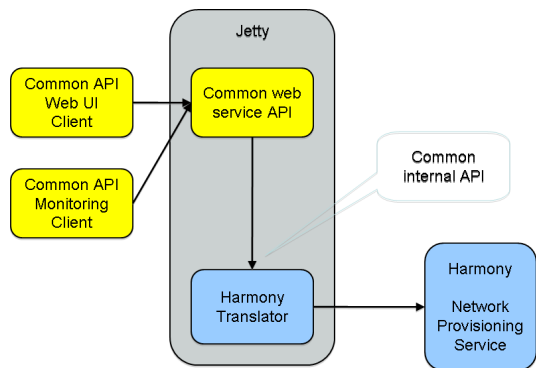 Jetty
Common API
Web UI
Client
Common web
service API
Common API
Monitoring
Client
Common
internal API
Harmony
Translator
Harmony
Network
Provisioning
Service